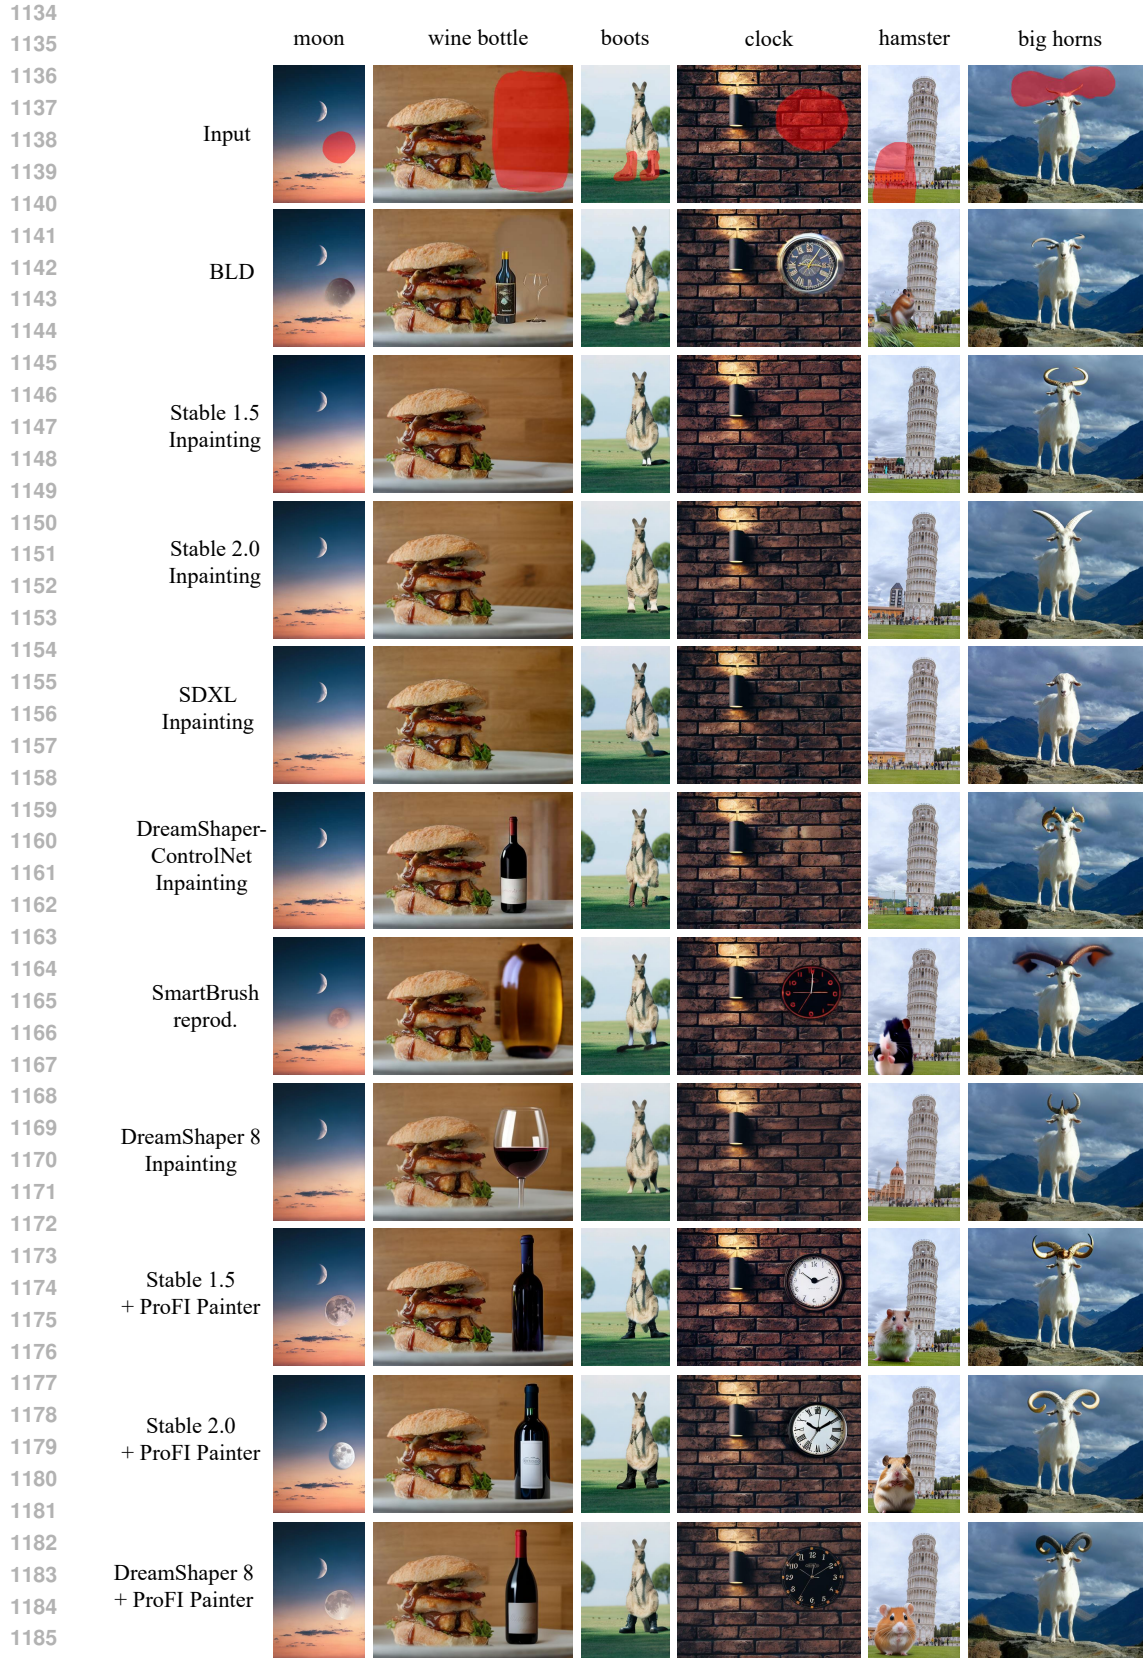 1134
1135
moon wine bottle boots clock hamster big horns
1136
1137
1138
Input
1139
1140
1141
1142
BLD
1143
1144
1145
1146
Stable 1.5
1147
Inpainting
1148
1149
1150
Stable 2.0
1151
Inpainting
1152
1153
1154
1155
SDXL
1156
Inpainting
1157
1158
1159
DreamShaper-
1160
ControlNet
1161
Inpainting
1162
1163
1164
SmartBrush
1165
reprod.
1166
1167
1168
1169
DreamShaper 8
1170
Inpainting
1171
1172
1173
Stable 1.5
1174
+ ProFI Painter
1175
1176
1177
1178
Stable 2.0
1179
+ ProFI Painter
1180
1181
1182
DreamShaper 8
1183
+ ProFI Painter
1184
1185